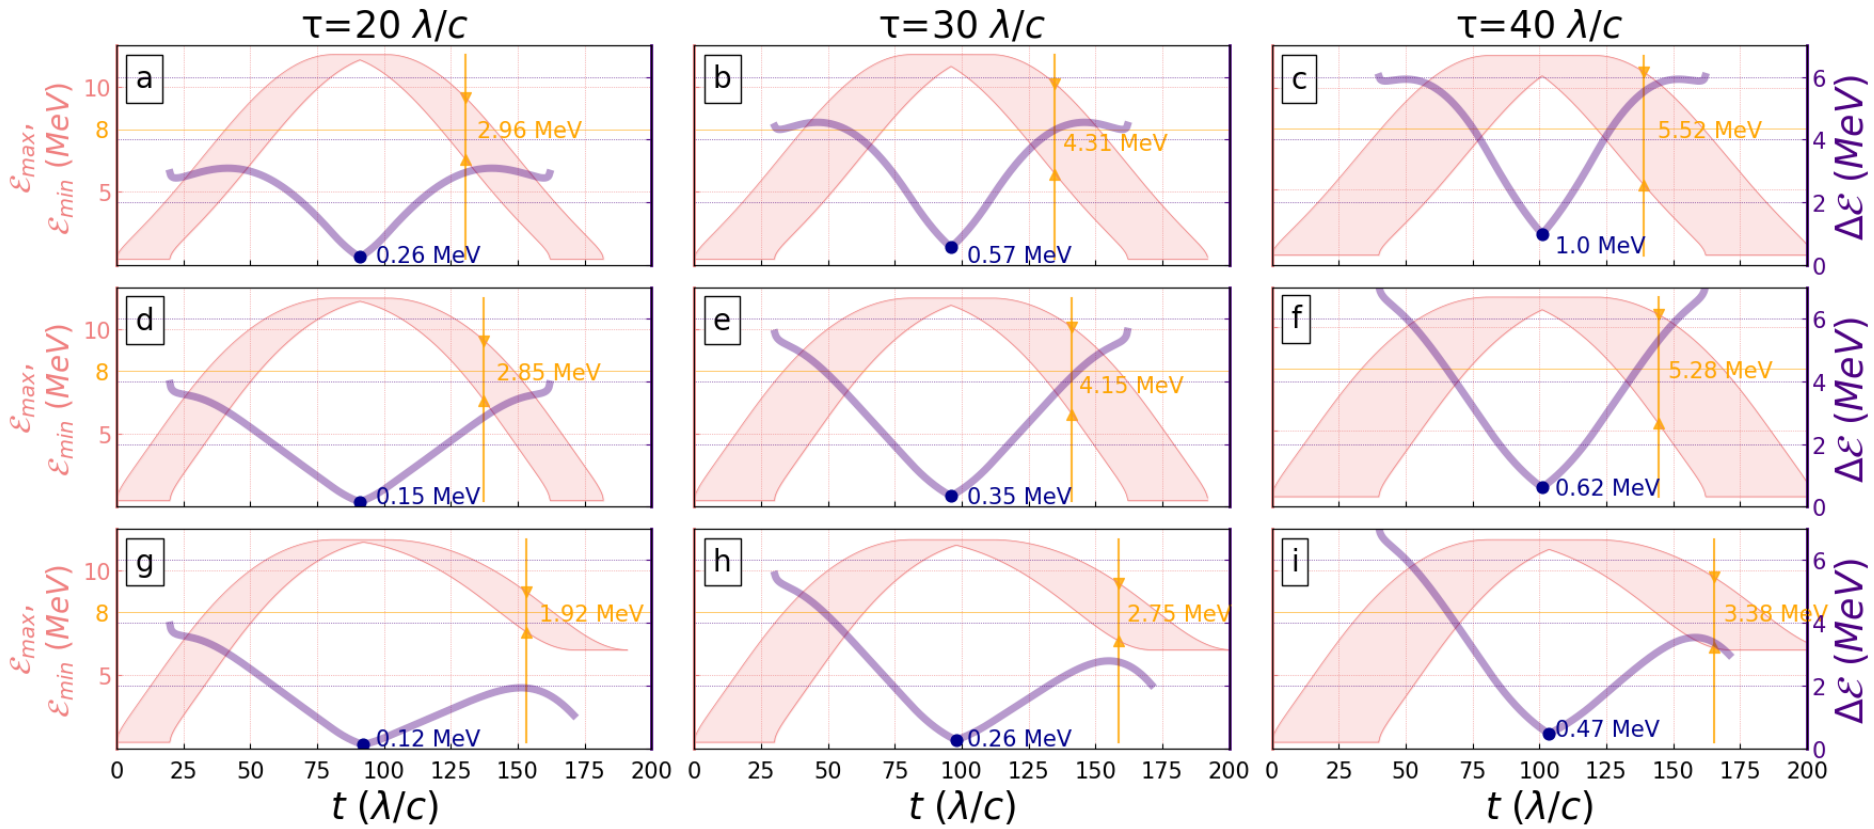 τ=20 λ/c
τ=30 λ/c
τ=40 λ/c
ℰmax,
ℰmin (MeV)
10
8
5
a
2.96 MeV
0.26 MeV
b
4.31 MeV
0.57 MeV
c
5.52 MeV
1.0 MeV
6
4
2
0
Δℰ (MeV)
ℰmax,
ℰmin (MeV)
10
8
5
d
2.85 MeV
0.15 MeV
e
4.15 MeV
0.35 MeV
f
5.28 MeV
0.62 MeV
6
4
2
0
Δℰ (MeV)
ℰmax,
ℰmin (MeV)
10
8
5
g
1.92 MeV
0.12 MeV
h
2.75 MeV
0.26 MeV
i
3.38 MeV
0.47 MeV
6
4
2
0
Δℰ (MeV)
0 25 50 75 100 125 150 175 200
0 25 50 75 100 125 150 175 200
0 25 50 75 100 125 150 175 200
t (λ/c)
t (λ/c)
t (λ/c)